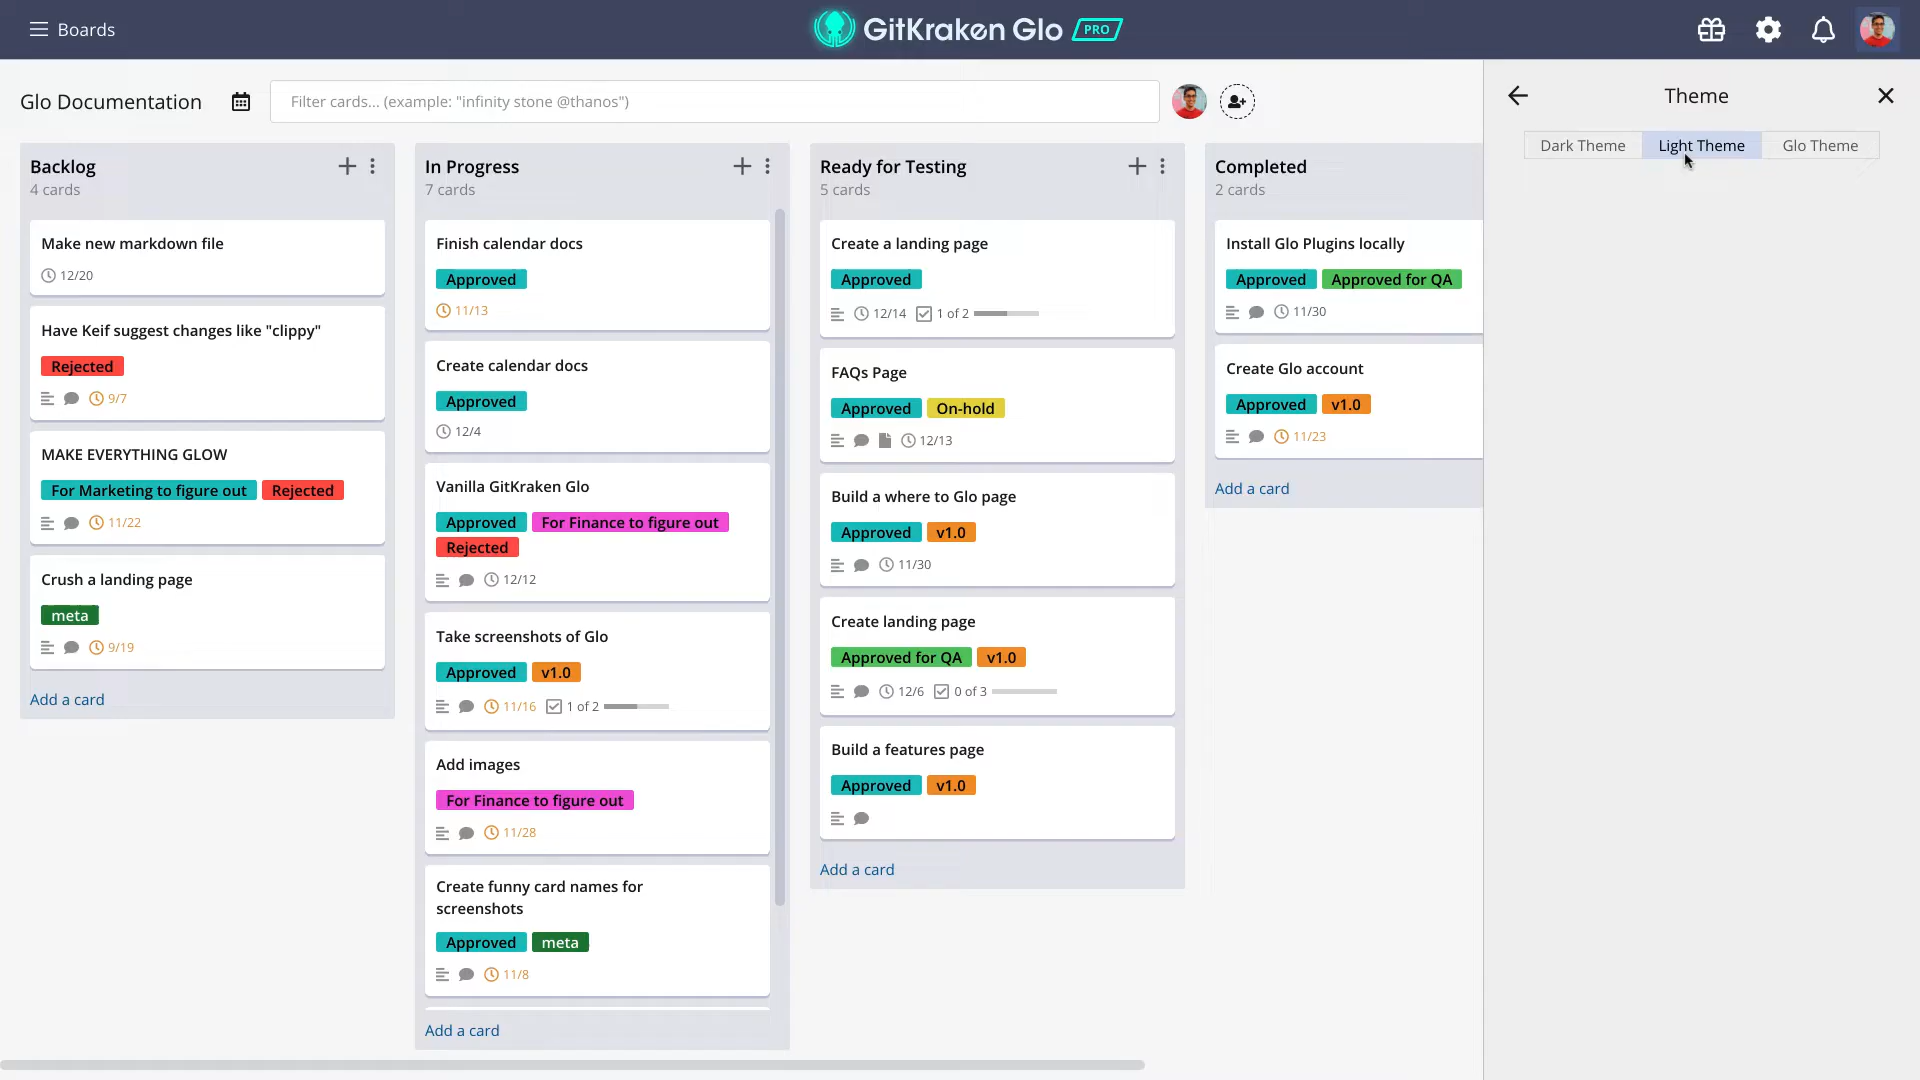 Boards
GitKraken Glo PRO
Glo Documentation
Filter cards... (example: "infinity stone @thanos")
Theme
Dark Theme
Light Theme
Glo Theme
Backlog
4 cards
Make new markdown file
12/20
Have Keif suggest changes like "clippy"
Rejected
9/7
MAKE EVERYTHING GLOW
For Marketing to figure out Rejected
11/22
Crush a landing page
meta
9/19
Add a card
In Progress
7 cards
Finish calendar docs
Approved
11/13
Create calendar docs
Approved
12/4
Vanilla GitKraken Glo
Approved For Finance to figure out
Rejected
12/12
Take screenshots of Glo
Approved v1.0
11/16 1 of 2
Add images
For Finance to figure out
11/28
Create funny card names for
screenshots
Approved meta
11/8
Add a card
Ready for Testing
5 cards
Create a landing page
Approved
12/14 1 of 2
FAQs Page
Approved On-hold
12/13
Build a where to Glo page
Approved v1.0
11/30
Create landing page
Approved for QA v1.0
12/6 0 of 3
Build a features page
Approved v1.0
Add a card
Completed
2 cards
Install Glo Plugins locally
Approved Approved for QA
11/30
Create Glo account
Approved v1.0
11/23
Add a card